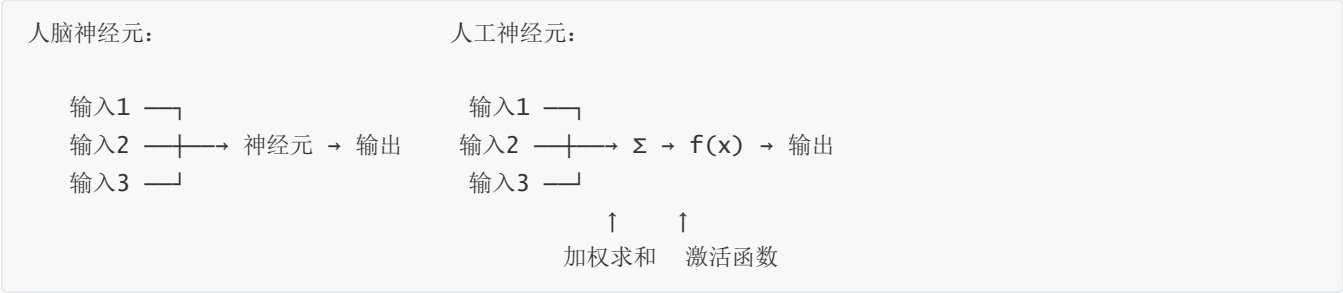 人脑神经元: 人工神经元:
输入1 ──┐ 输入1 ──┐
输入2 ──┼──→ 神经元 → 输出 输入2 ──┼──→ Σ → f(x) → 输出
输入3 ──┘ 输入3 ──┘
↑ ↑
加权求和 激活函数